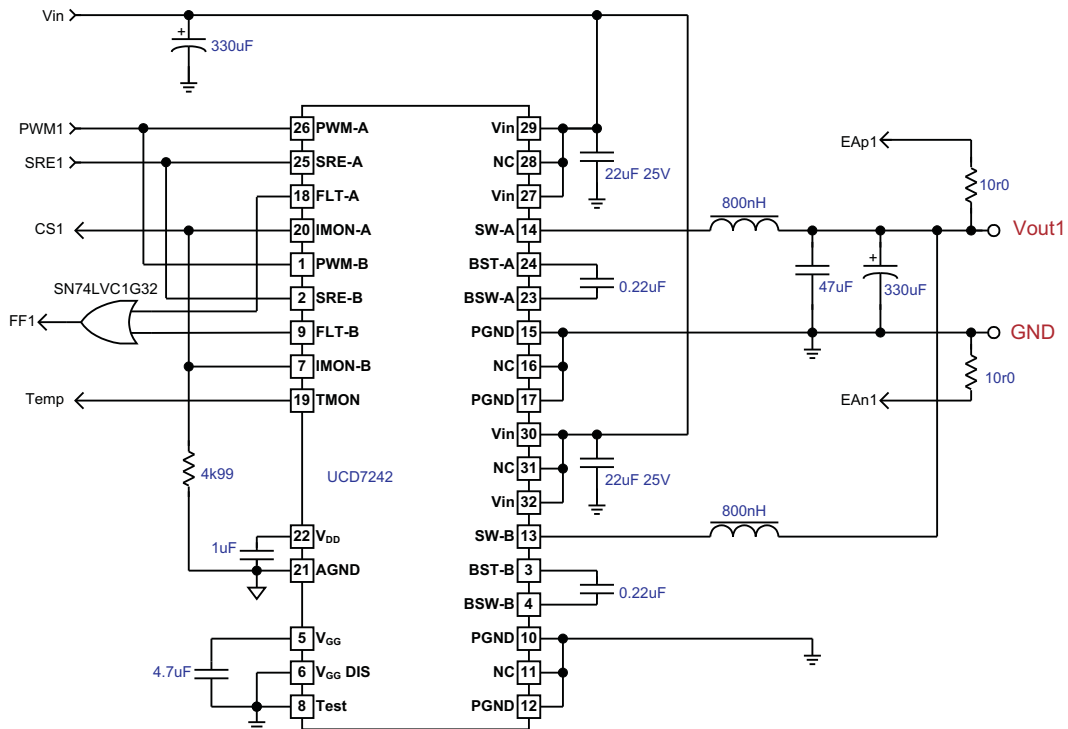 Vin
330uF
PWM1
26 PWM-A
Vin 29
SRE1
25 SRE-A
NC 28
22uF 25V
EAp1
10r0
18 FLT-A
Vin 27
800nH
CS1
20 IMON-A
SW-A 14
Vout1
1 PWM-B
BST-A 24
0.22uF
47uF
330uF
SN74LVC1G32
2 SRE-B
BSW-A 23
FF1
9 FLT-B
PGND 15
GND
7 IMON-B
NC 16
10r0
Temp
19 TMON
PGND 17
EAn1
Vin 30
4k99
UCD7242
NC 31
22uF 25V
Vin 32
800nH
1uF
22 VDD
SW-B 13
21 AGND
BST-B 3
0.22uF
BSW-B 4
5 VGG
PGND 10
4.7uF
6 VGG DIS
NC 11
8 Test
PGND 12